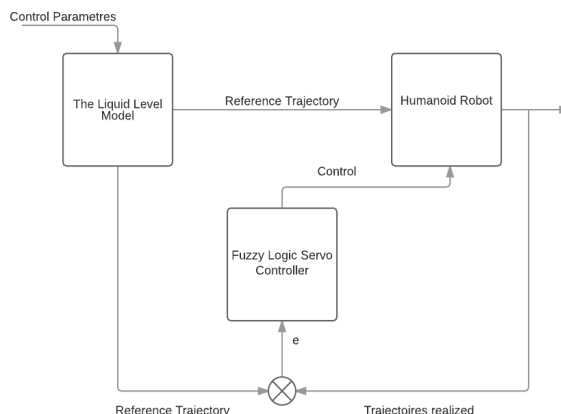 Control Parametres
The Liquid Level
Model
Reference Trajectory
Humanoid Robot
Control
Fuzzy Logic Servo
Controller
e
Reference Trajectory
Trajectoires realized